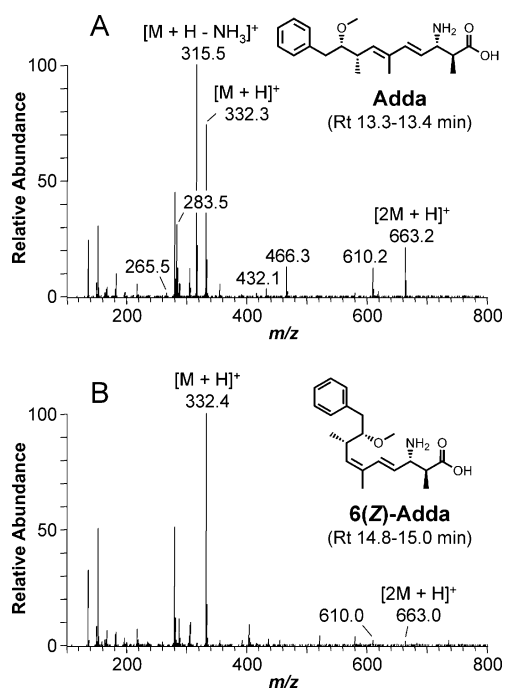 A
[M + H - NH₃]⁺
315.5
[M + H]⁺
332.3
283.5
265.5
432.1
466.3
610.2
[2M + H]⁺
663.2
O
NH₂
O
OH
Adda
(Rt 13.3-13.4 min)
Relative Abundance
100
50
0
200
400
600
800
m/z
B
[M + H]⁺
332.4
O
NH₂
O
OH
6(Z)-Adda
(Rt 14.8-15.0 min)
610.0
[2M + H]⁺
663.0
Relative Abundance
100
50
0
200
400
600
800
m/z